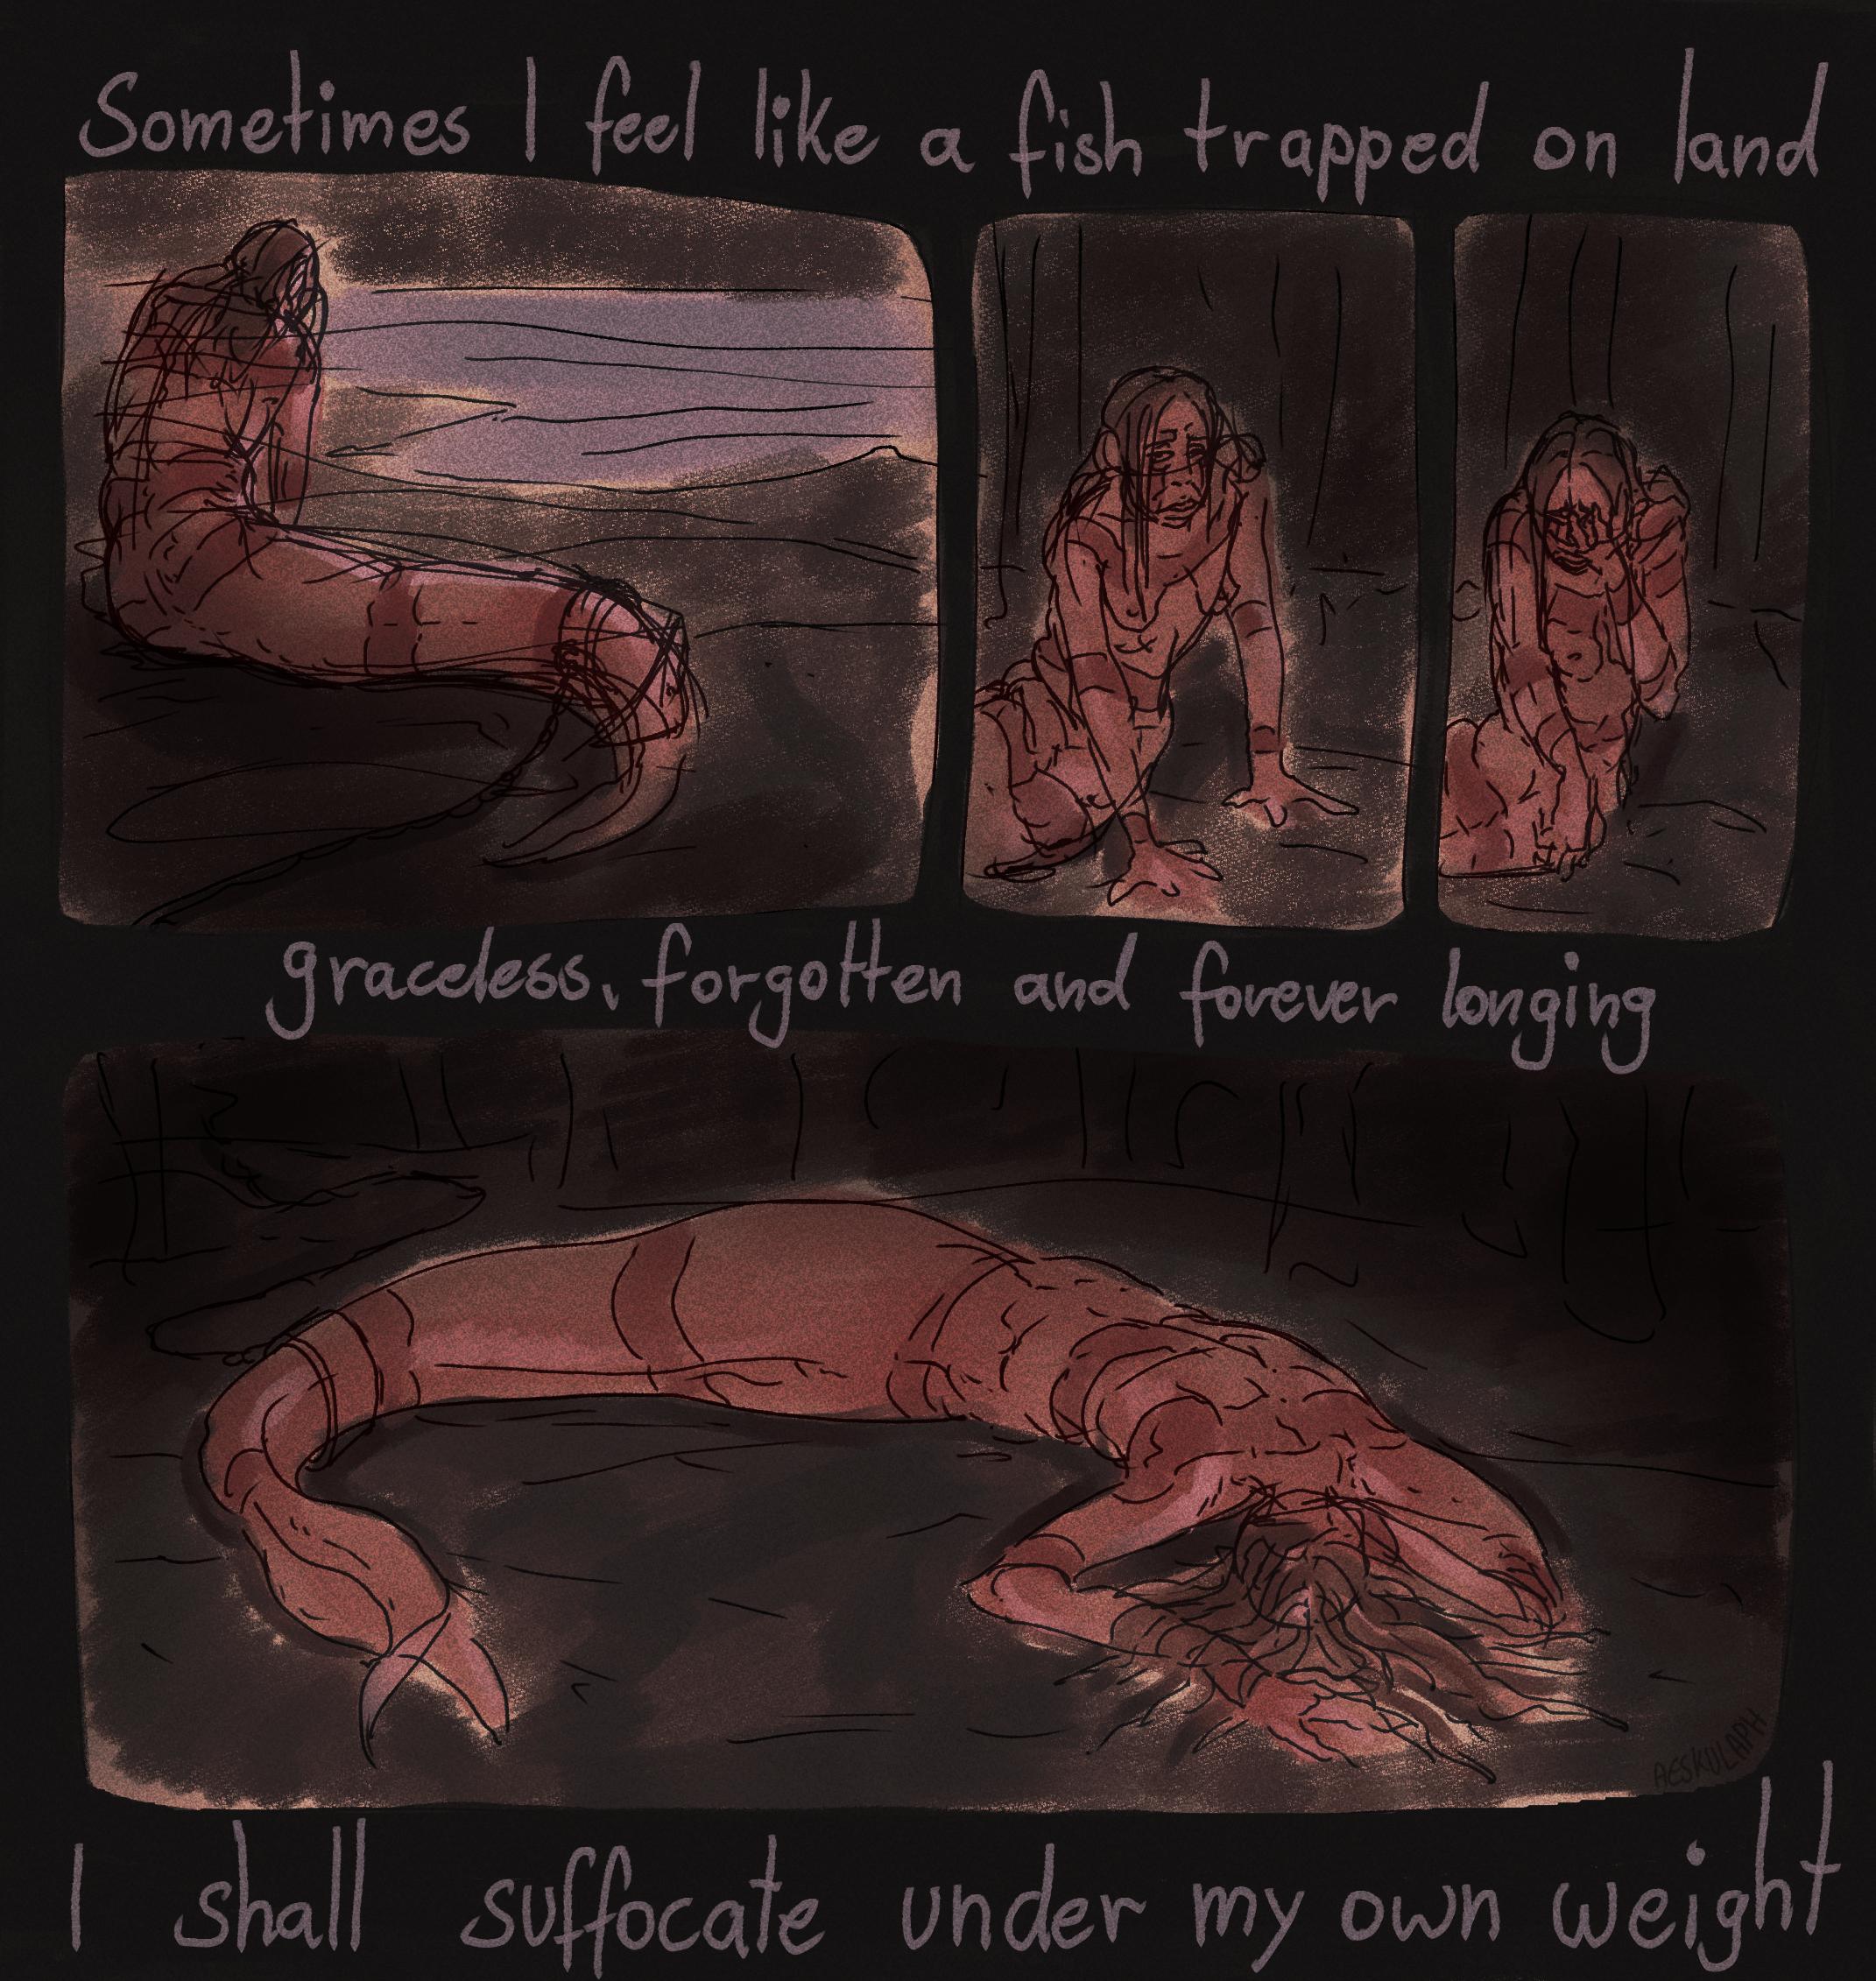 Sometimes I feel like a fish trapped on land
graceless, forgotten and forever longing
AESKULAPH
I shall suffocate under my own weight